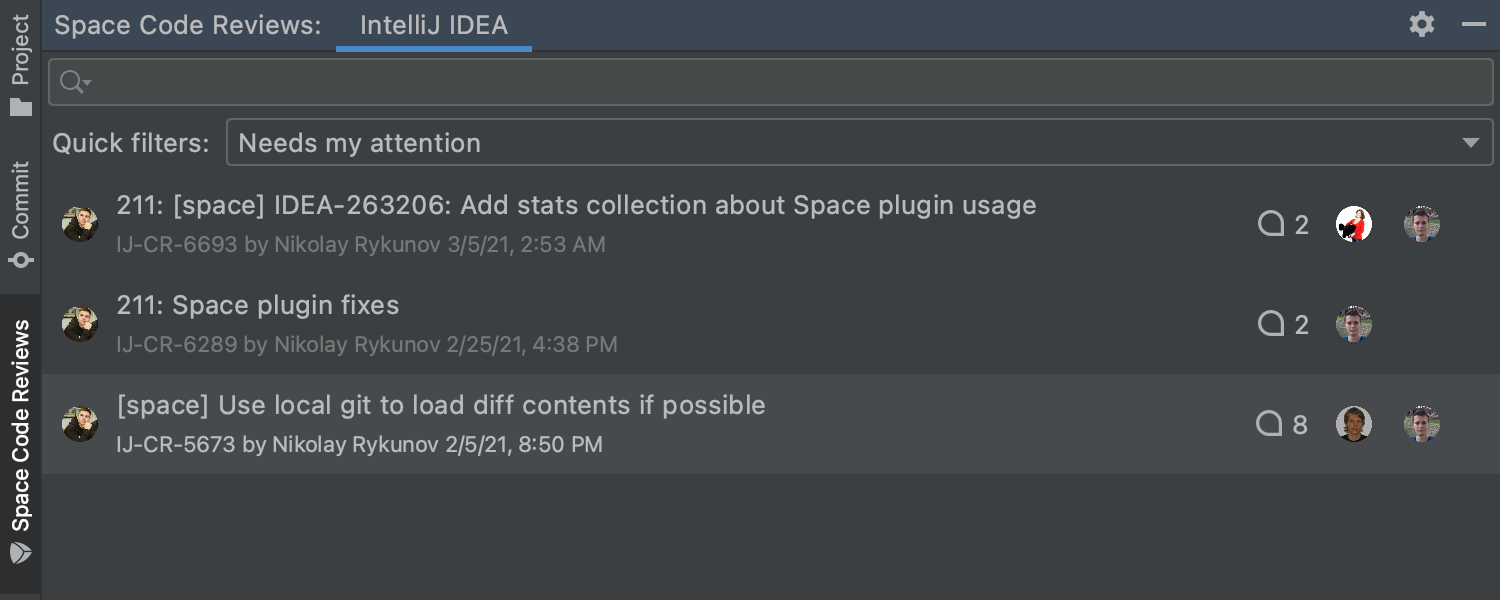 Space Code Reviews: IntelliJ IDEA
Project
Commit
Space Code Reviews
Quick filters: Needs my attention
211: [space] IDEA-263206: Add stats collection about Space plugin usage
2
IJ-CR-6693 by Nikolay Rykunov 3/5/21, 2:53 AM
211: Space plugin fixes
2
IJ-CR-6289 by Nikolay Rykunov 2/25/21, 4:38 PM
[space] Use local git to load diff contents if possible
8
IJ-CR-5673 by Nikolay Rykunov 2/5/21, 8:50 PM